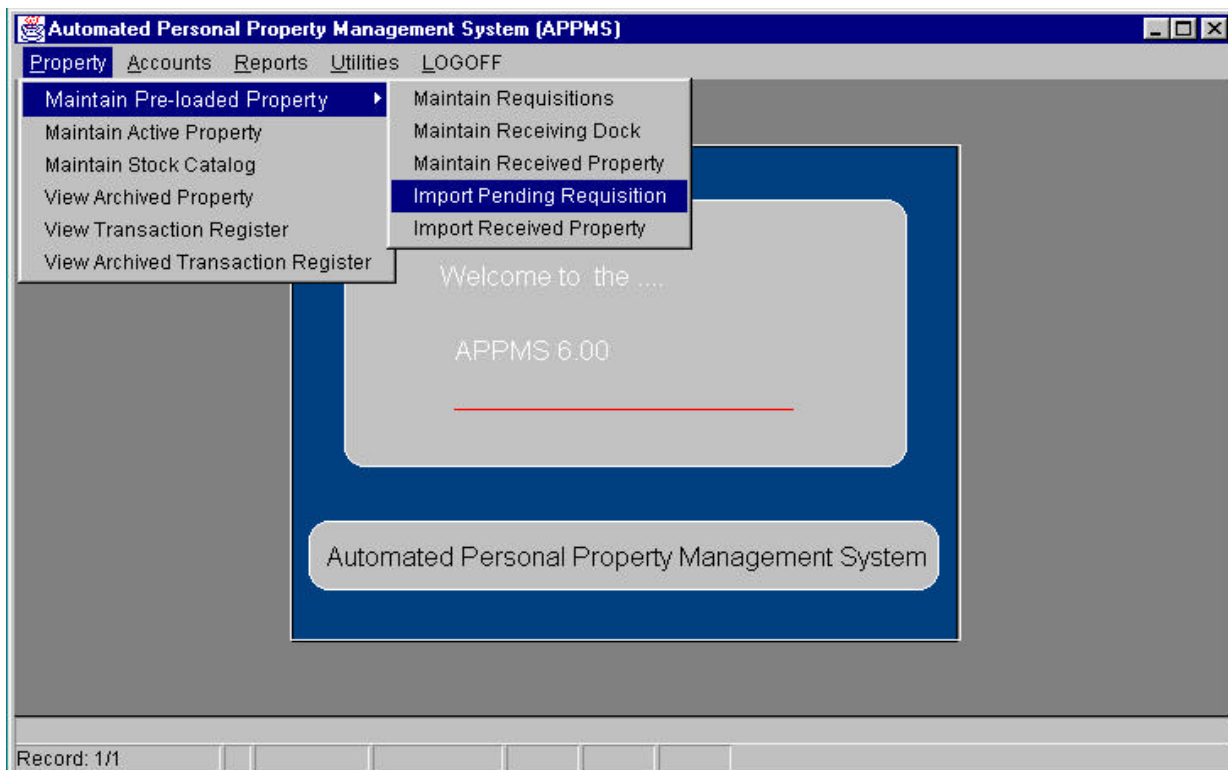 Automated Personal Property Management System (APPMS)
Property Accounts Reports Utilities LOGOFF
Maintain Pre-loaded Property
Maintain Active Property
Maintain Stock Catalog
View Archived Property
View Transaction Register
View Archived Transaction Register
Maintain Requisitions
Maintain Receiving Dock
Maintain Received Property
Import Pending Requisition
Import Received Property
Welcome to the ....
APPMS 6.00
Automated Personal Property Management System
Record: 1/1